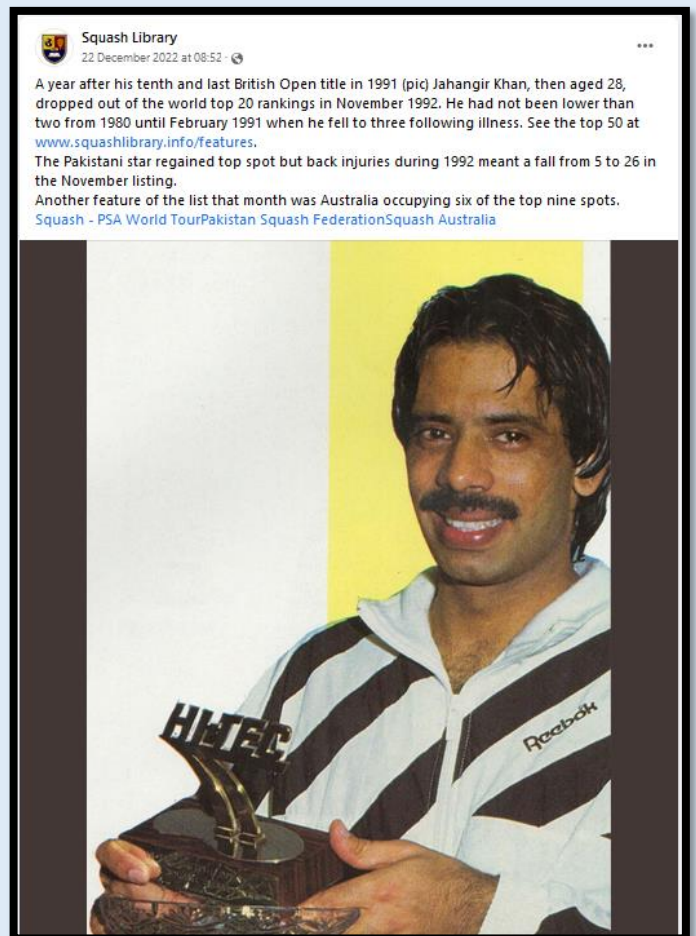 Squash Library
22 December 2022 at 08:52 ·
A year after his tenth and last British Open title in 1991 (pic) Jahangir Khan, then aged 28,
dropped out of the world top 20 rankings in November 1992. He had not been lower than
two from 1980 until February 1991 when he fell to three following illness. See the top 50 at
www.squashlibrary.info/features.
The Pakistani star regained top spot but back injuries during 1992 meant a fall from 5 to 26 in
the November listing.
Another feature of the list that month was Australia occupying six of the top nine spots.
Squash - PSA World TourPakistan Squash FederationSquash Australia
HI-TEC
Reebok